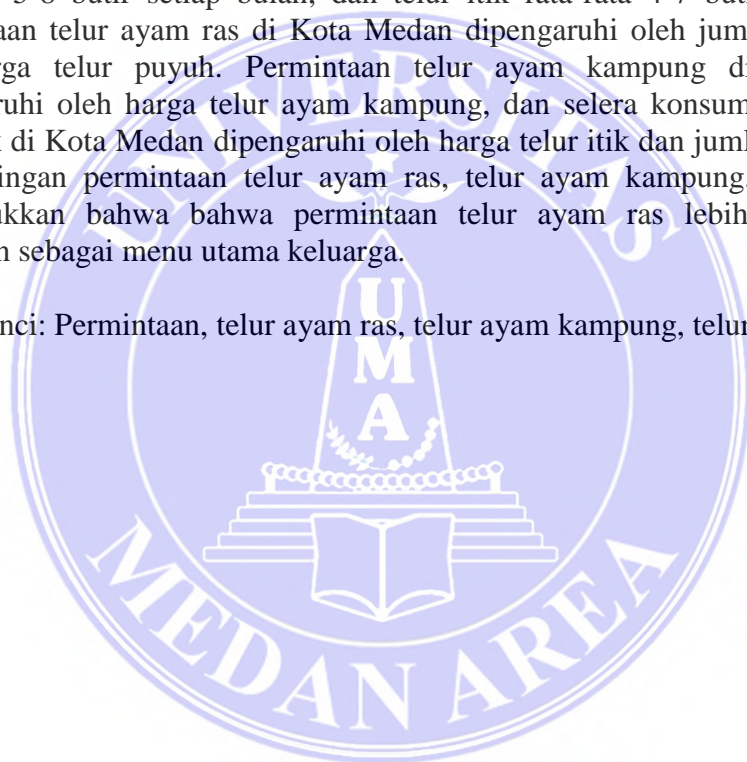 5-8 butir setiap bulan, dan telur itik rata-rata 4-7 buti
aan telur ayam ras di Kota Medan dipengaruhi oleh jum
rga telur puyuh. Permintaan telur ayam kampung di
ruhi oleh harga telur ayam kampung, dan selera konsum
k di Kota Medan dipengaruhi oleh harga telur itik dan juml
ingan permintaan telur ayam ras, telur ayam kampung,
ukkan bahwa bahwa permintaan telur ayam ras lebih
n sebagai menu utama keluarga.
nci: Permintaan, telur ayam ras, telur ayam kampung, telur
UNIVERSITAS
UMA
MEDAN AREA